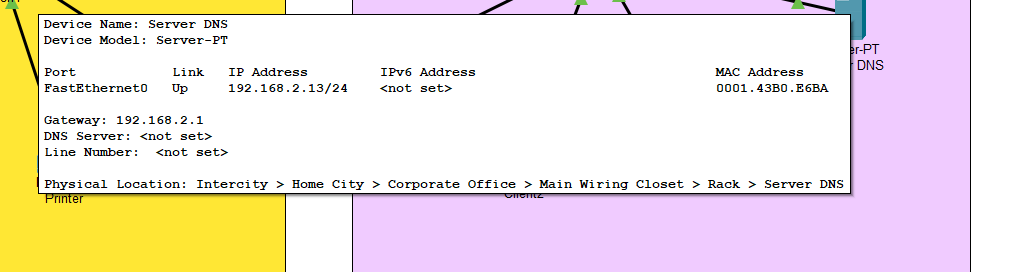 Device Name: Server DNS
Device Model: Server-PT
Port Link IP Address IPv6 Address MAC Address
FastEthernet0 Up 192.168.2.13/24 <not set> 0001.43B0.E6BA
Gateway: 192.168.2.1
DNS Server: <not set>
Line Number: <not set>
Physical Location: Intercity > Home City > Corporate Office > Main Wiring Closet > Rack > Server DNS
er-PT
DNS
Printer